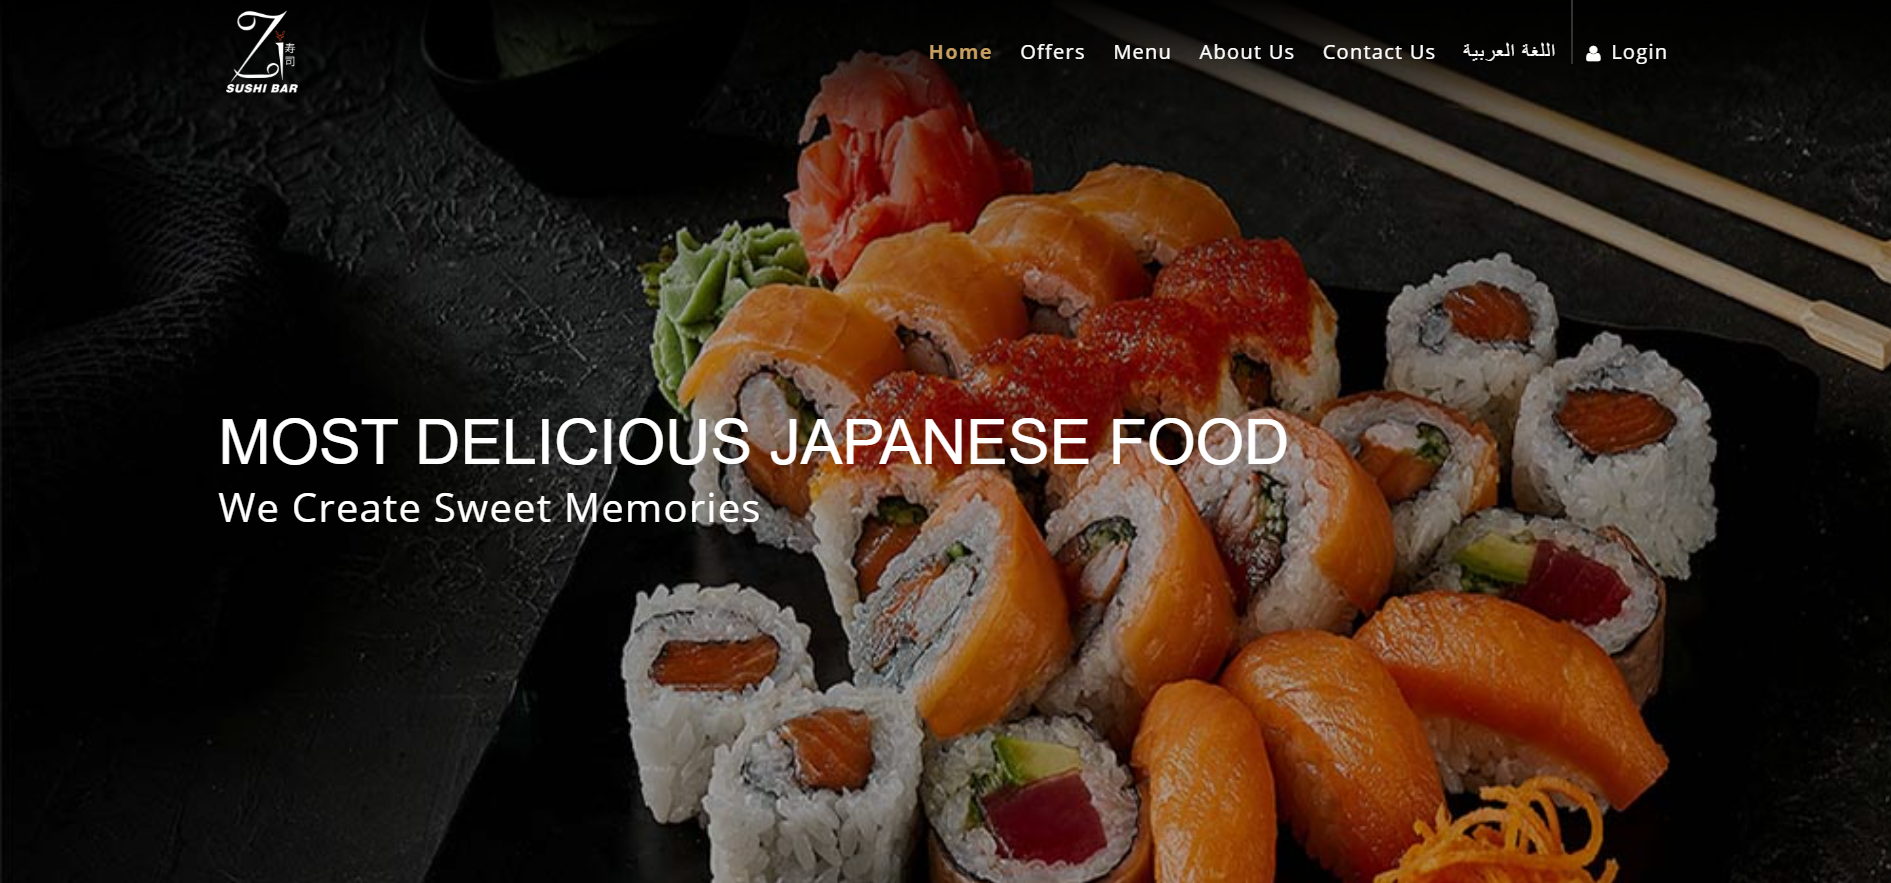 Zi
寿
司
SUSHI BAR
Home Offers Menu About Us Contact Us اللغة العربية Login
MOST DELICIOUS JAPANESE FOOD
We Create Sweet Memories